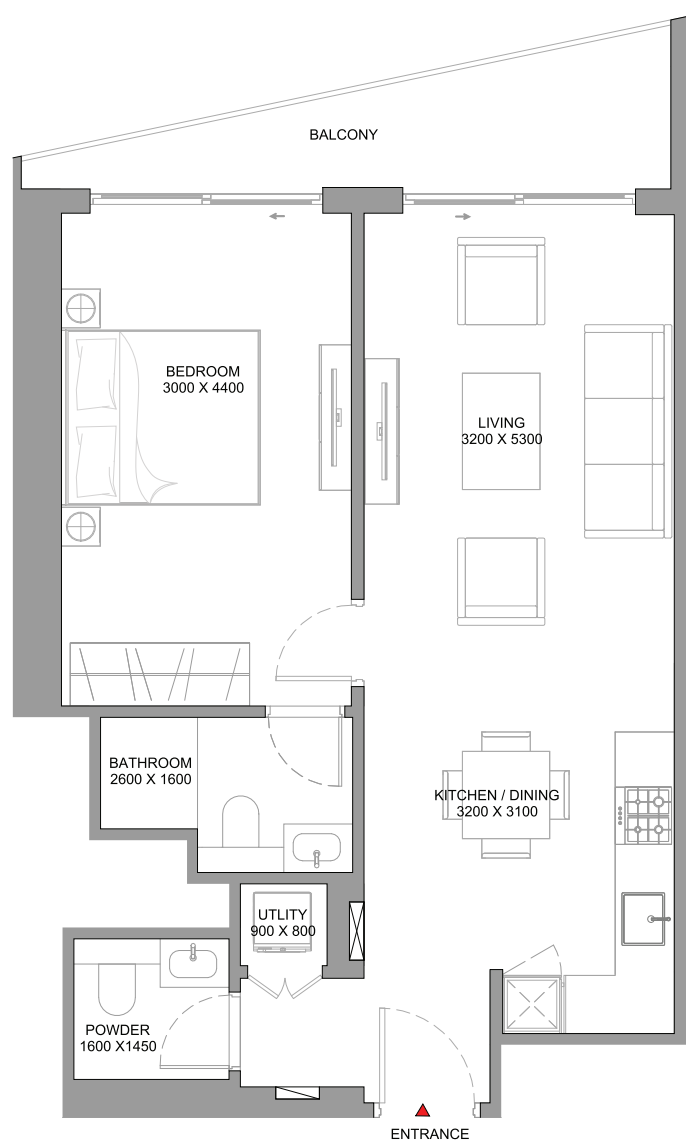 BALCONY
BEDROOM
3000 X 4400
LIVING
3200 X 5300
BATHROOM
2600 X 1600
KITCHEN / DINING
3200 X 3100
UTLITY
900 X 800
POWDER
1600 X1450
ENTRANCE